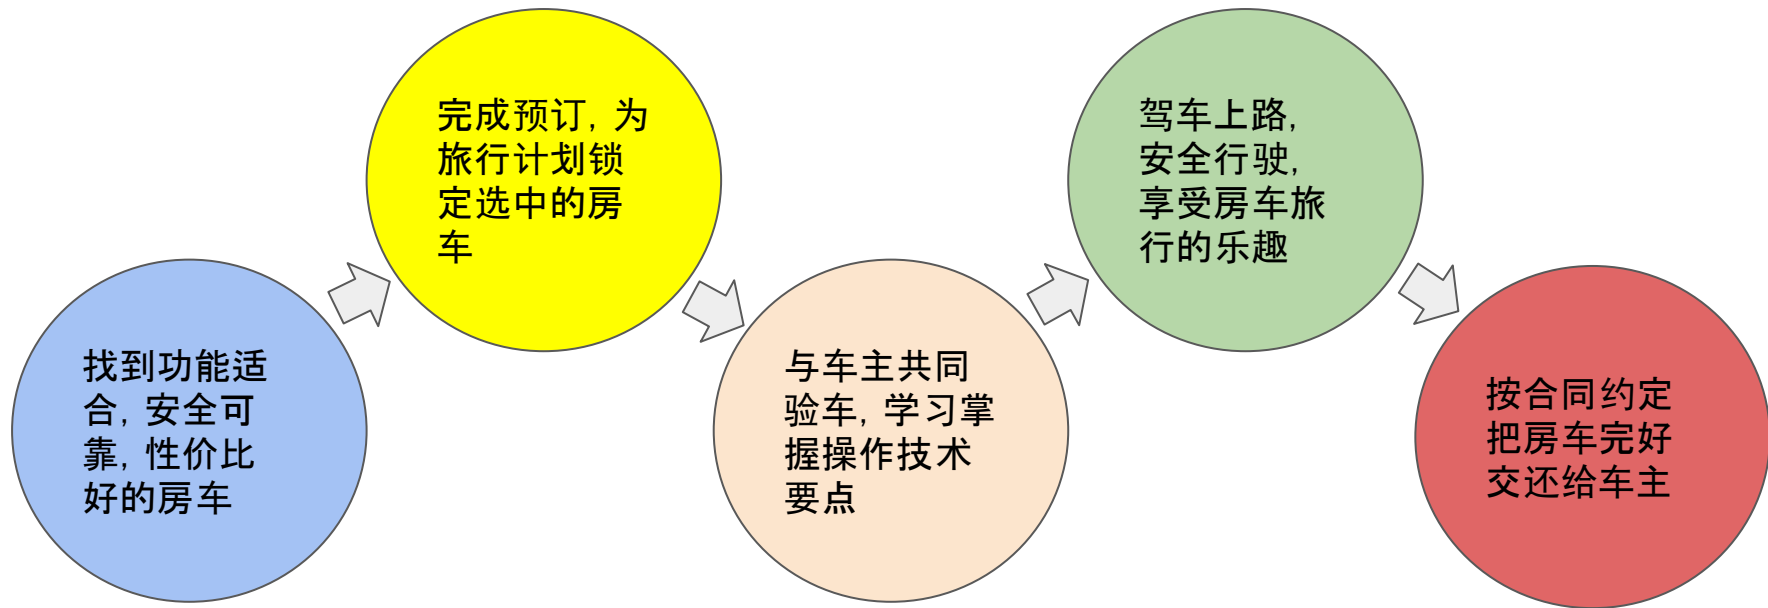 找到功能适
合, 安全可
靠, 性价比
好的房车
完成预订, 为
旅行计划锁
定选中的房
车
与车主共同
验车, 学习掌
握操作技术
要点
驾车上路,
安全行驶,
享受房车旅
行的乐趣
按合同约定
把房车完好
交还给车主